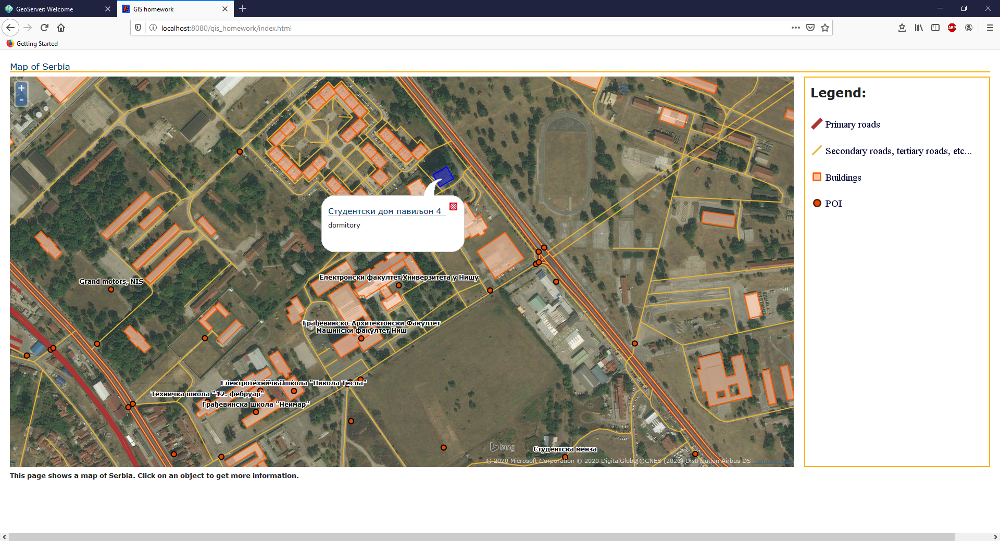 GeoServer: Welcome
GIS homework
localhost:8080/gis_homework/index.html
ABP
Getting Started
Map of Serbia
+
-
Legend:
Primary roads
Secondary roads, tertiary roads, etc...
Buildings
POI
Студентски дом павиљон 4
dormitory
Електронски факултет Универзитета у Нишу
Grand motors, NIS
Грађевинско-Архитектонски Факултет
Машински факултет Ниш
Електротехничка школа "Никола Тесла"
Техничка школа "12. фебруар"
Грађевинска школа "Неимар"
bing
Студентска менза
© 2020 Microsoft Corporation © 2020 DigitalGlobe ©CNES (2020) Distribution Airbus DS Terms of Use
This page shows a map of Serbia. Click on an object to get more information.